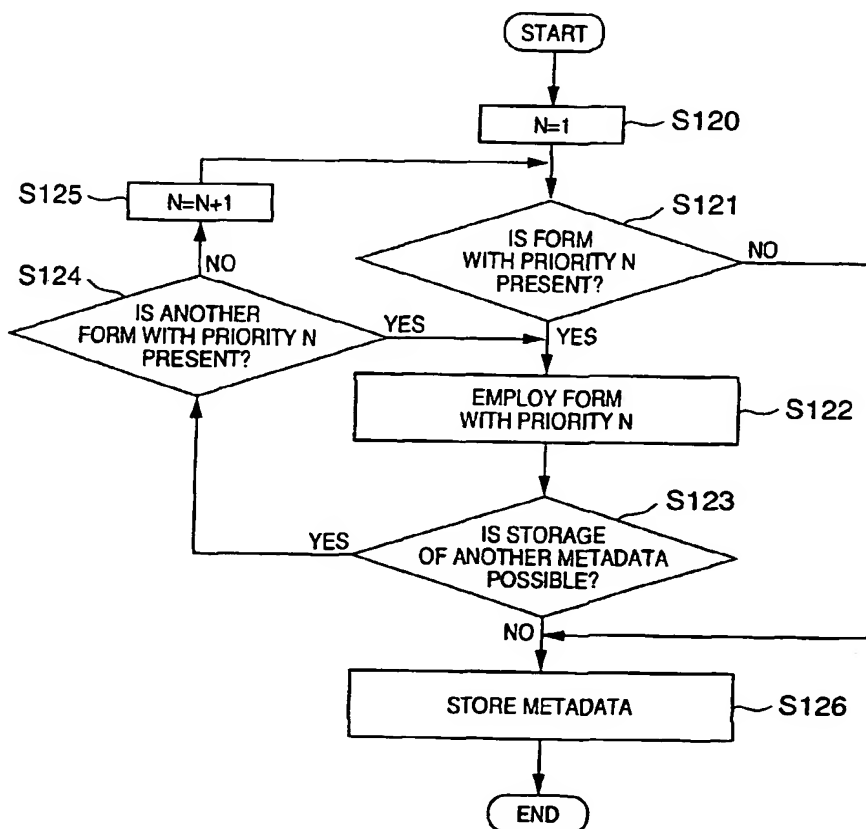 START
N=1
S120
S125
N=N+1
S121
IS FORM
WITH PRIORITY N
PRESENT?
NO
S124
NO
IS ANOTHER
FORM WITH PRIORITY N
PRESENT?
YES
YES
EMPLOY FORM
WITH PRIORITY N
S122
S123
YES
IS STORAGE
OF ANOTHER METADATA
POSSIBLE?
NO
STORE METADATA
S126
END